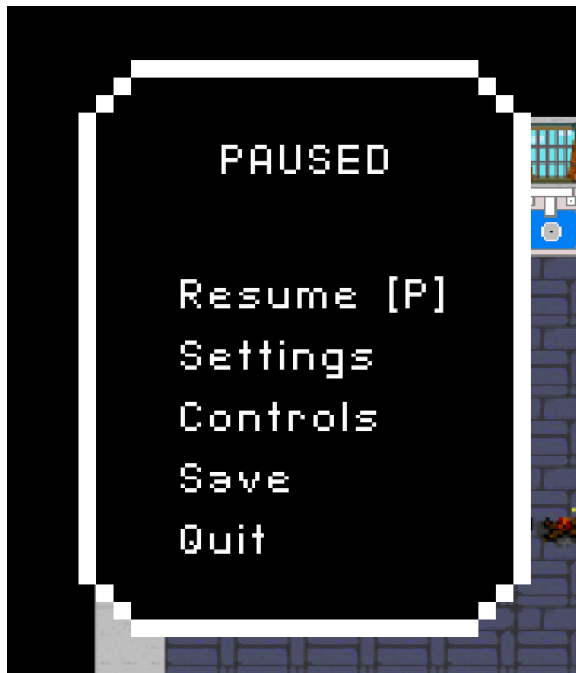 PAUSED
Resume [P]
Settings
Controls
Save
Quit